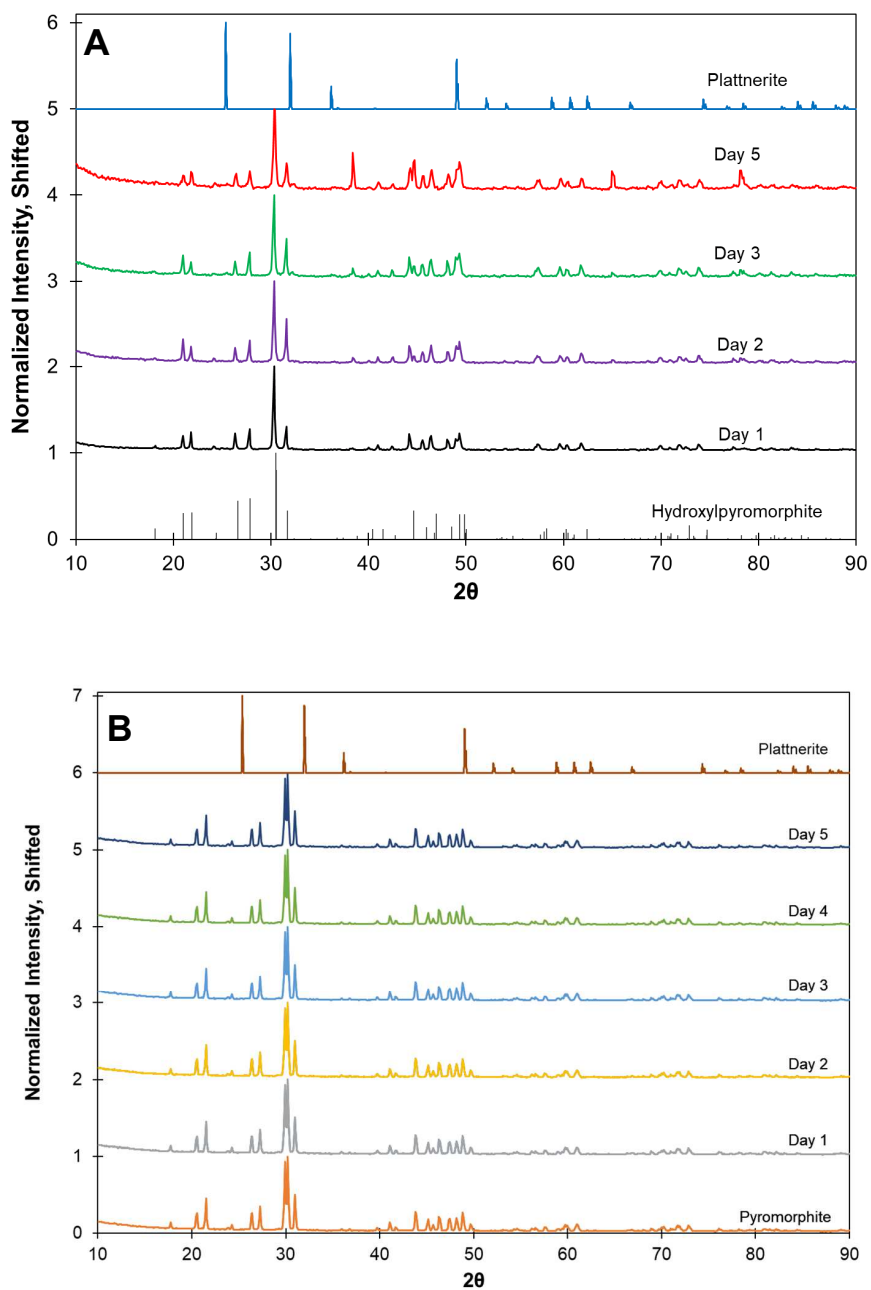 A
Normalized Intensity, Shifted
6
5
4
3
2
1
0
Plattnerite
Day 5
Day 3
Day 2
Day 1
Hydroxylpyromorphite
10 20 30 40 50 60 70 80 90
2θ
B
Normalized Intensity, Shifted
7
6
5
4
3
2
1
0
Plattnerite
Day 5
Day 4
Day 3
Day 2
Day 1
Pyromorphite
10 20 30 40 50 60 70 80 90
2θ